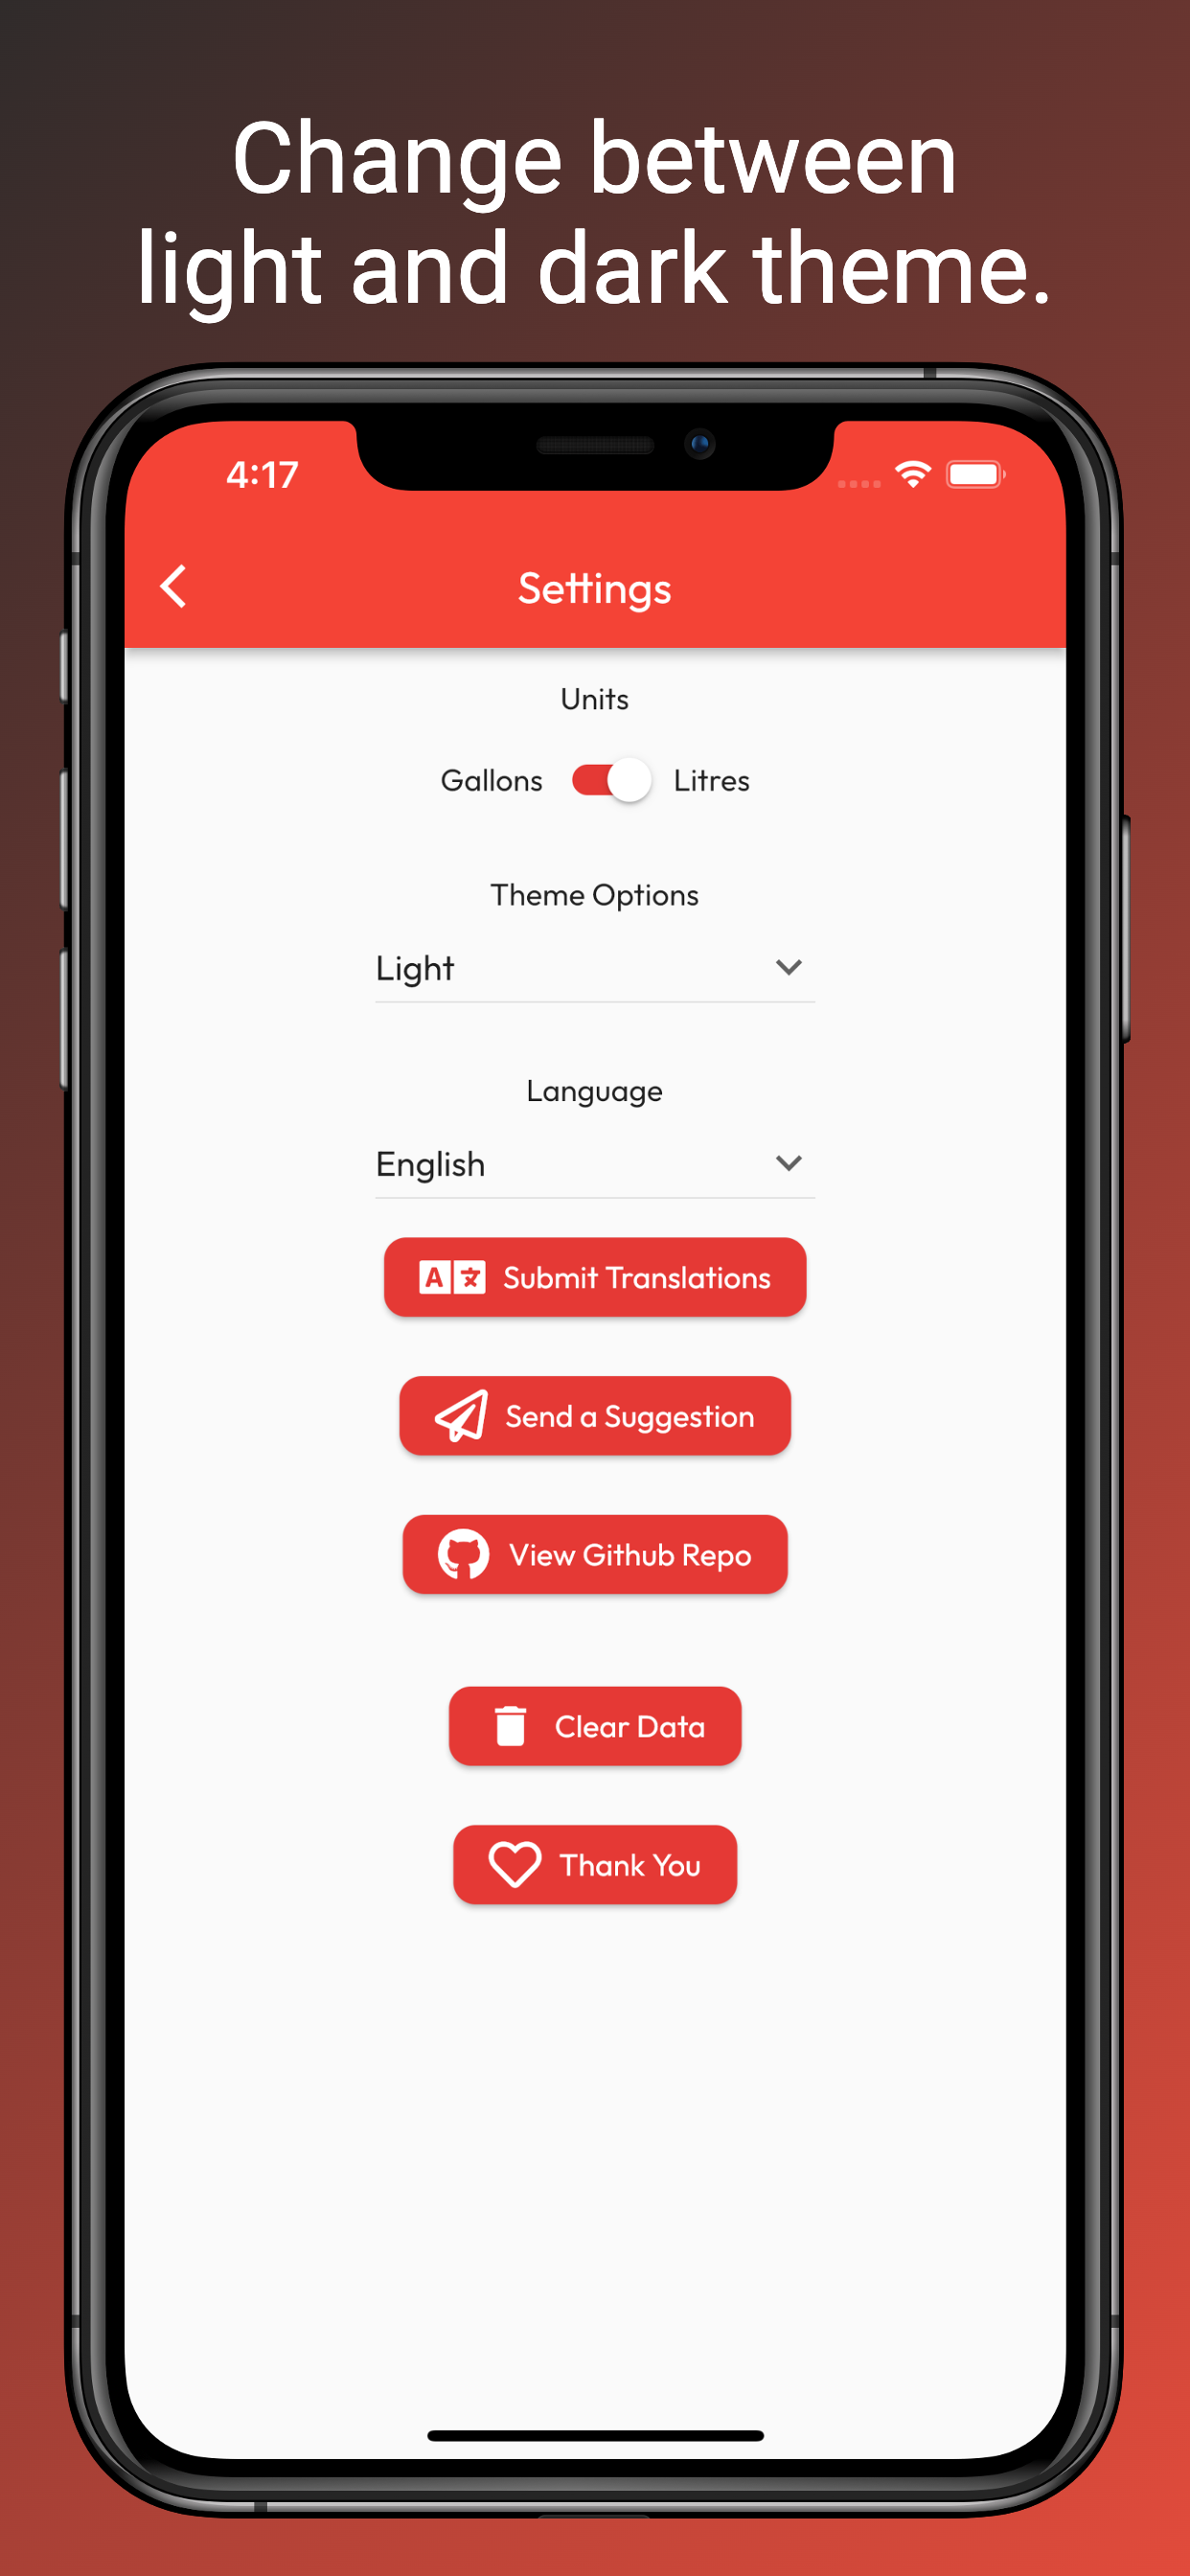 Change between
light and dark theme.
4:17
Settings
Units
Gallons Litres
Theme Options
Light
Language
English
A 文 Submit Translations
Send a Suggestion
View Github Repo
Clear Data
Thank You